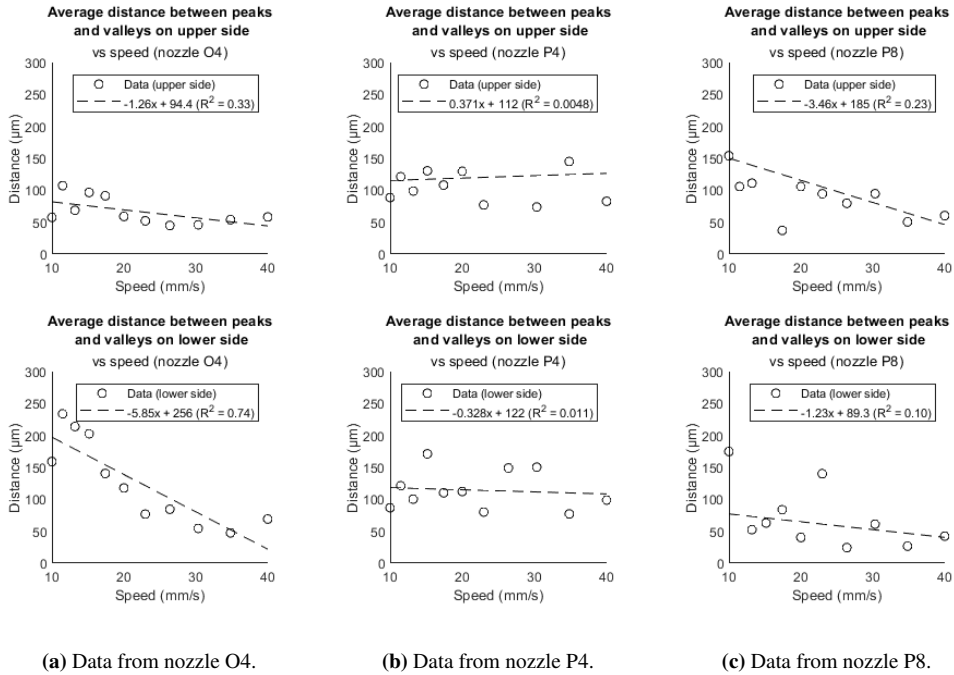 Average distance between peaks
and valleys on upper side
vs speed (nozzle O4)
300
250
200
150
100
50
0
Distance (μm)
Data (upper side)
-1.26x + 94.4 (R² = 0.33)
10 20 30 40
Speed (mm/s)
Average distance between peaks
and valleys on upper side
vs speed (nozzle P4)
300
250
200
150
100
50
0
Distance (μm)
Data (upper side)
0.371x + 112 (R² = 0.0048)
10 20 30 40
Speed (mm/s)
Average distance between peaks
and valleys on upper side
vs speed (nozzle P8)
300
250
200
150
100
50
0
Distance (μm)
Data (upper side)
-3.46x + 185 (R² = 0.23)
10 20 30 40
Speed (mm/s)
Average distance between peaks
and valleys on lower side
vs speed (nozzle O4)
300
250
200
150
100
50
0
Distance (μm)
Data (lower side)
-5.85x + 256 (R² = 0.74)
10 20 30 40
Speed (mm/s)
Average distance between peaks
and valleys on lower side
vs speed (nozzle P4)
300
250
200
150
100
50
0
Distance (μm)
Data (lower side)
-0.328x + 122 (R² = 0.011)
10 20 30 40
Speed (mm/s)
Average distance between peaks
and valleys on lower side
vs speed (nozzle P8)
300
250
200
150
100
50
0
Distance (μm)
Data (lower side)
-1.23x + 89.3 (R² = 0.10)
10 20 30 40
Speed (mm/s)
(a) Data from nozzle O4.
(b) Data from nozzle P4.
(c) Data from nozzle P8.